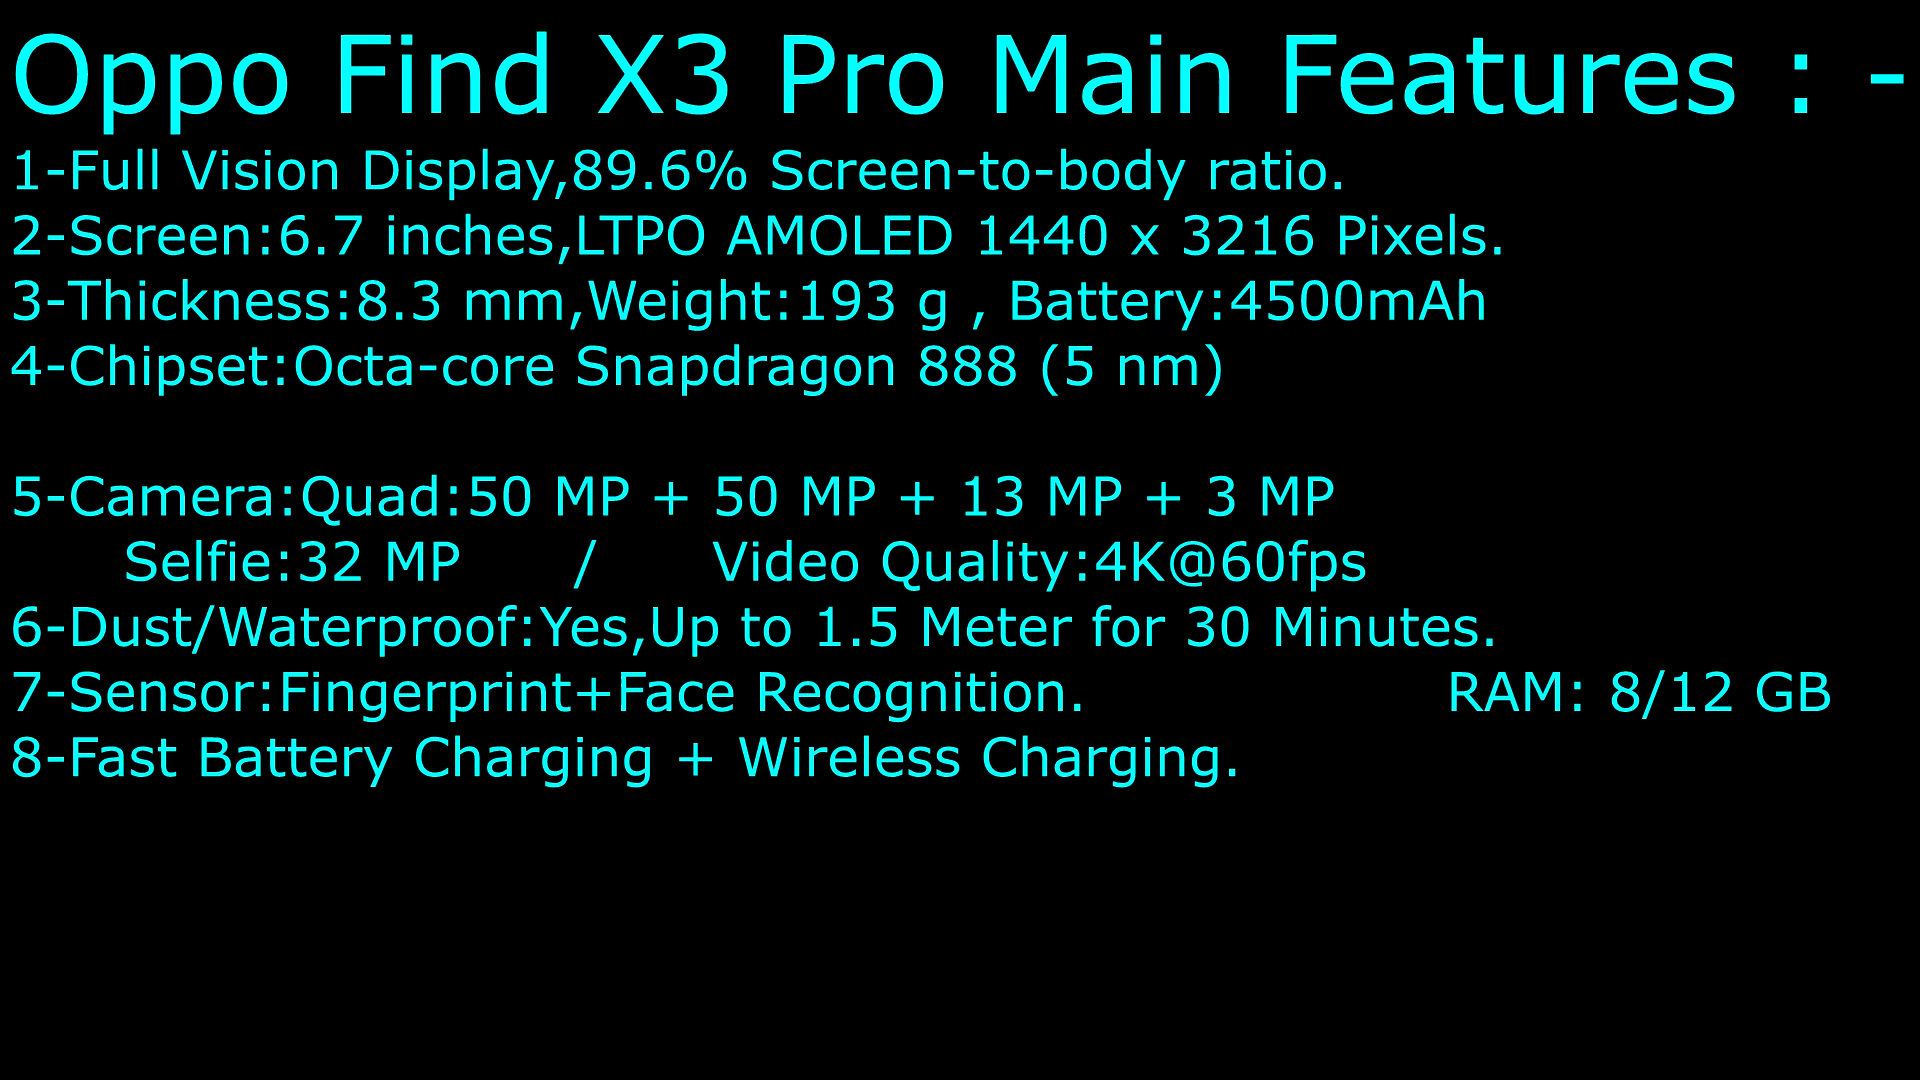 Oppo Find X3 Pro Main Features : -
1-Full Vision Display,89.6% Screen-to-body ratio.
2-Screen:6.7 inches,LTPO AMOLED 1440 x 3216 Pixels.
3-Thickness:8.3 mm,Weight:193 g , Battery:4500mAh
4-Chipset:Octa-core Snapdragon 888 (5 nm)
5-Camera:Quad:50 MP + 50 MP + 13 MP + 3 MP
Selfie:32 MP / Video Quality:4K@60fps
6-Dust/Waterproof:Yes,Up to 1.5 Meter for 30 Minutes.
7-Sensor:Fingerprint+Face Recognition. RAM: 8/12 GB
8-Fast Battery Charging + Wireless Charging.